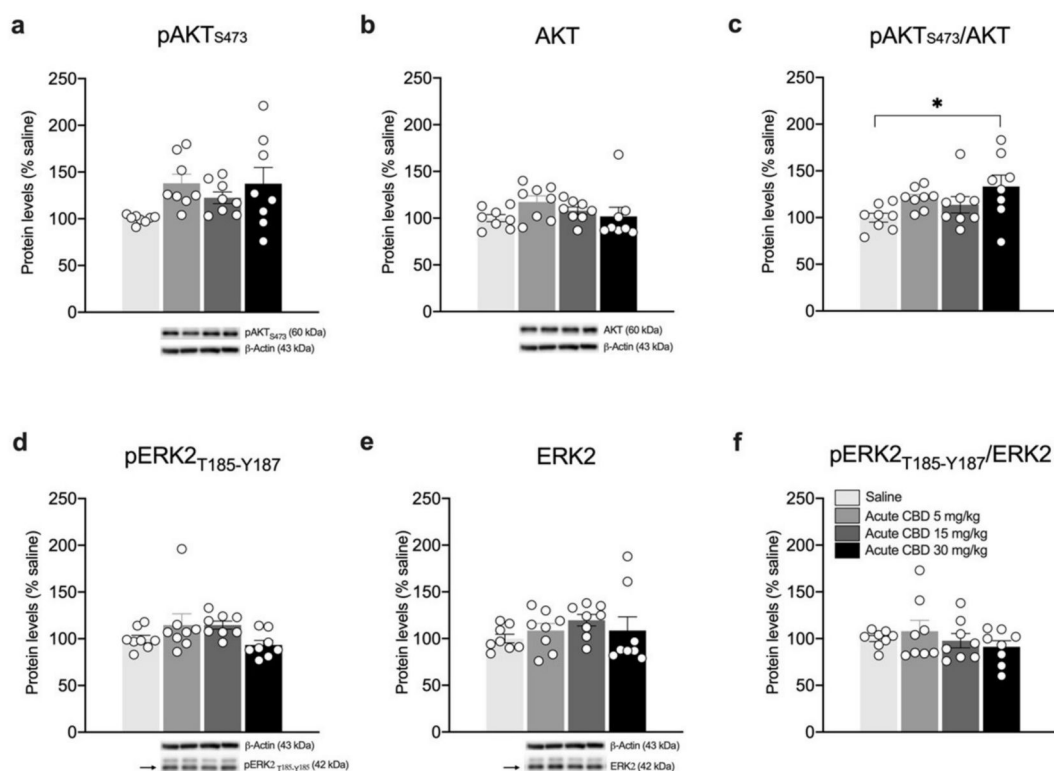 a
pAKTS473
Protein levels (% saline)
250
200
150
100
50
0
pAKTS473 (60 kDa)
β-Actin (43 kDa)
b
AKT
Protein levels (% saline)
250
200
150
100
50
0
AKT (60 kDa)
β-Actin (43 kDa)
c
pAKTS473/AKT
Protein levels (% saline)
250
200
150
100
50
0
*
d
pERK2T185-Y187
Protein levels (% saline)
250
200
150
100
50
0
β-Actin (43 kDa)
pERK2 T185-Y185 (42 kDa)
e
ERK2
Protein levels (% saline)
250
200
150
100
50
0
β-Actin (43 kDa)
ERK2 (42 kDa)
f
pERK2T185-Y187/ERK2
Protein levels (% saline)
250
200
150
100
50
0
Saline
Acute CBD 5 mg/kg
Acute CBD 15 mg/kg
Acute CBD 30 mg/kg